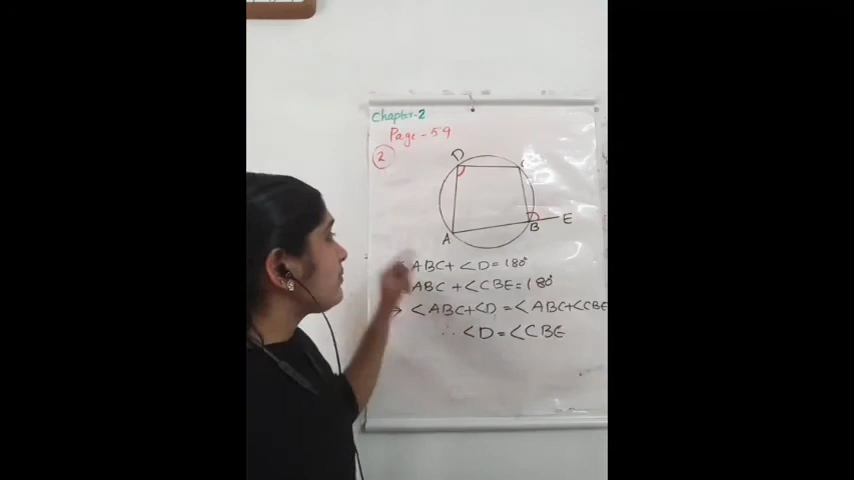 Chapter-2
Page-59
2
D
A
B
E
ABC+∠D=180°
ABC+∠CBE=180°
⇒ ∠ABC+∠D=∠ABC+∠CBE
∴ ∠D=∠CBE